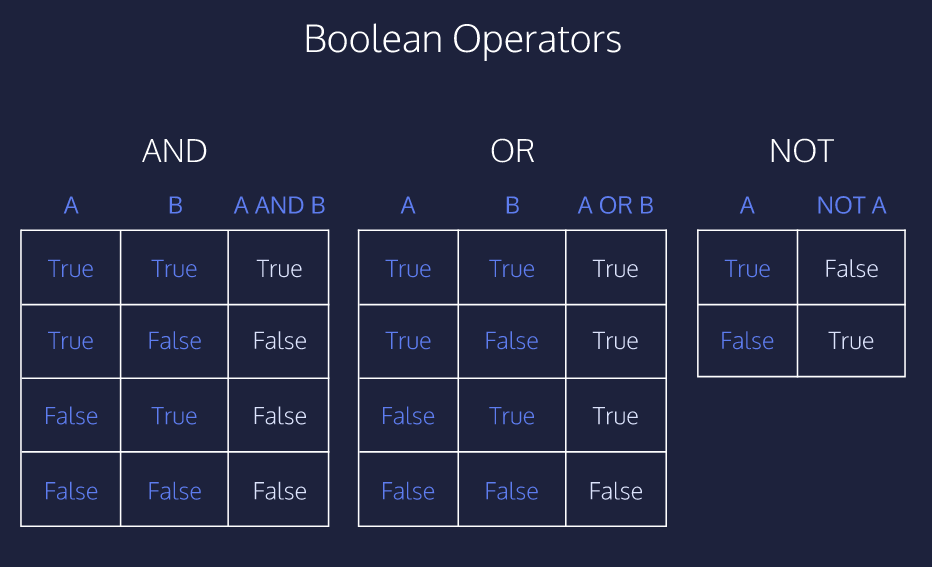 Boolean Operators
AND
A B A AND B
True True True
True False False
False True False
False False False
OR
A B A OR B
True True True
True False True
False True True
False False False
NOT
A NOT A
True False
False True